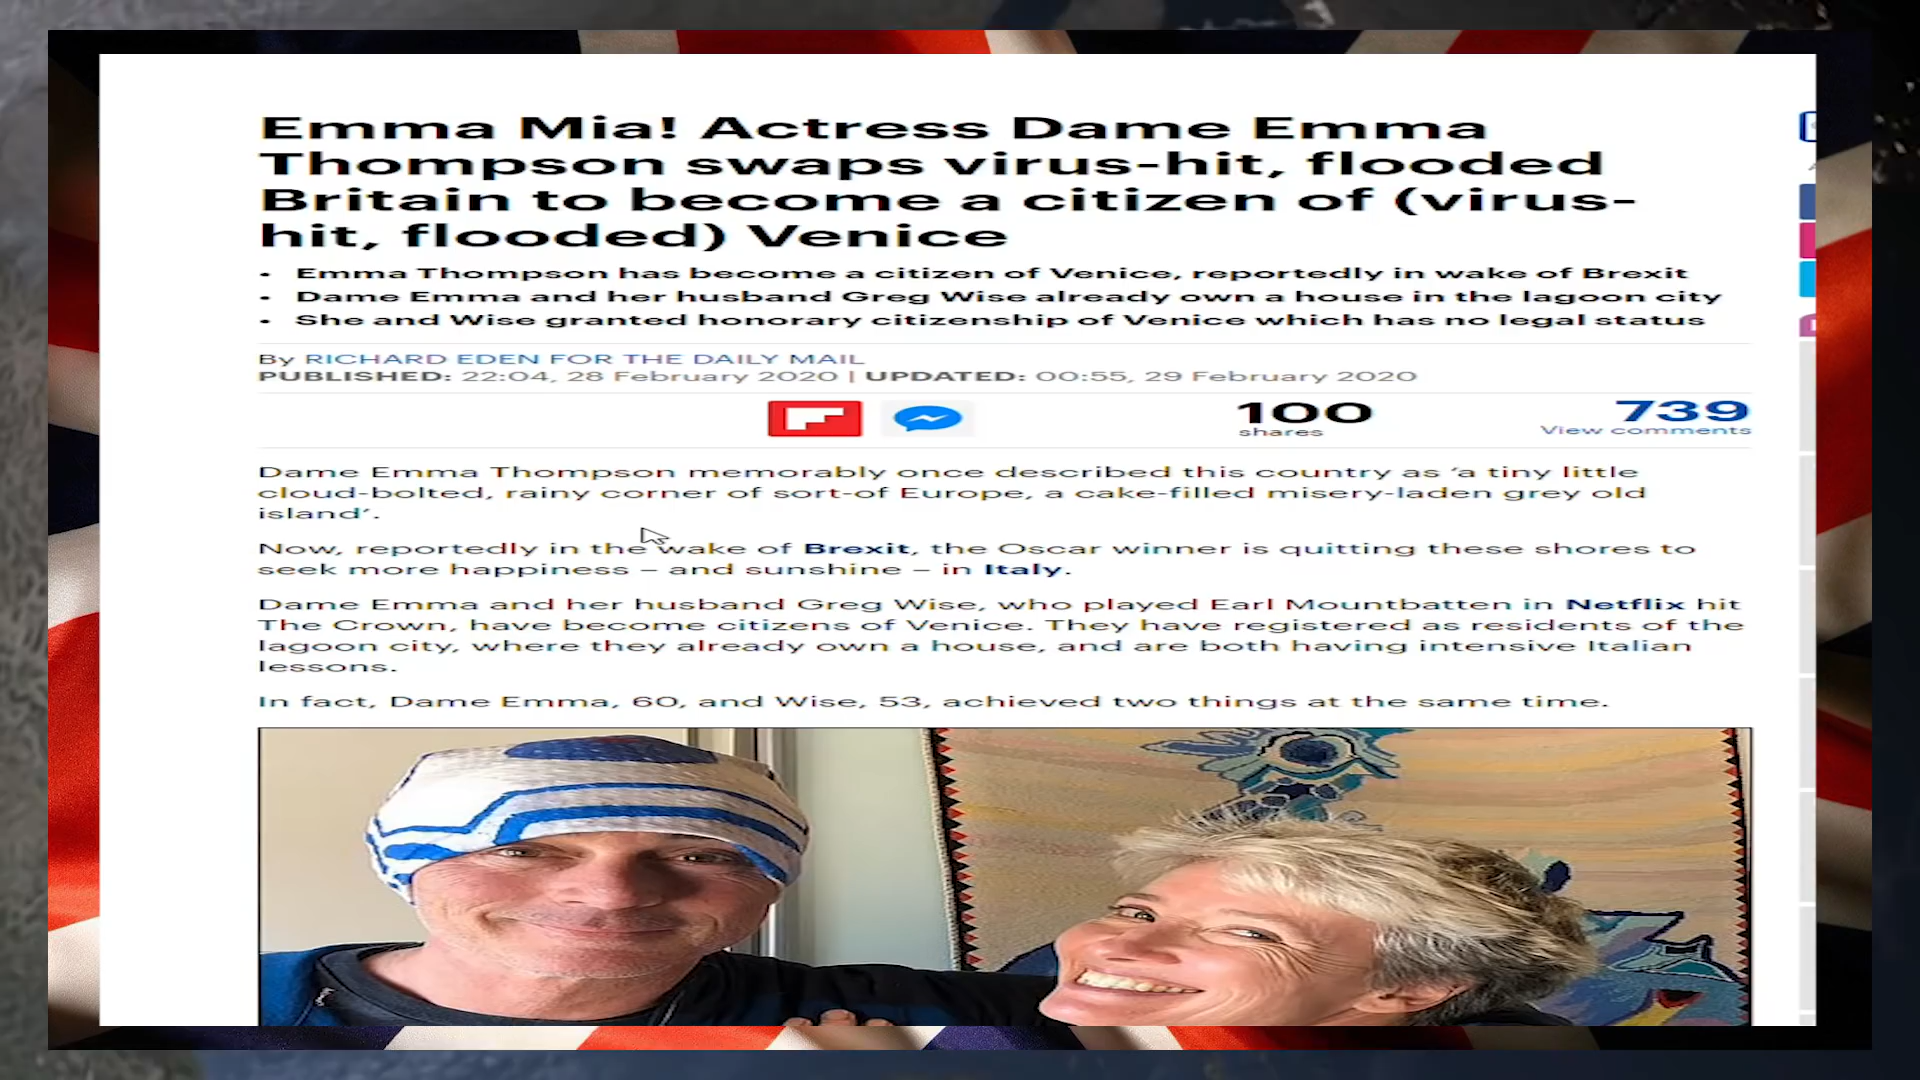 Emma Mia! Actress Dame Emma
Thompson swaps virus-hit, flooded
Britain to become a citizen of (virus-
hit, flooded) Venice
• Emma Thompson has become a citizen of Venice, reportedly in wake of Brexit
• Dame Emma and her husband Greg Wise already own a house in the lagoon city
• She and Wise granted honorary citizenship of Venice which has no legal status
By RICHARD EDEN FOR THE DAILY MAIL
PUBLISHED: 22:04, 28 February 2020 | UPDATED: 00:55, 29 February 2020
100
shares
739
View comments
Dame Emma Thompson memorably once described this country as ‘a tiny little
cloud-bolted, rainy corner of sort-of Europe, a cake-filled misery-laden grey old
island’.
Now, reportedly in the wake of Brexit, the Oscar winner is quitting these shores to
seek more happiness – and sunshine – in Italy.
Dame Emma and her husband Greg Wise, who played Earl Mountbatten in Netflix hit
The Crown, have become citizens of Venice. They have registered as residents of the
lagoon city, where they already own a house, and are both having intensive Italian
lessons.
In fact, Dame Emma, 60, and Wise, 53, achieved two things at the same time.